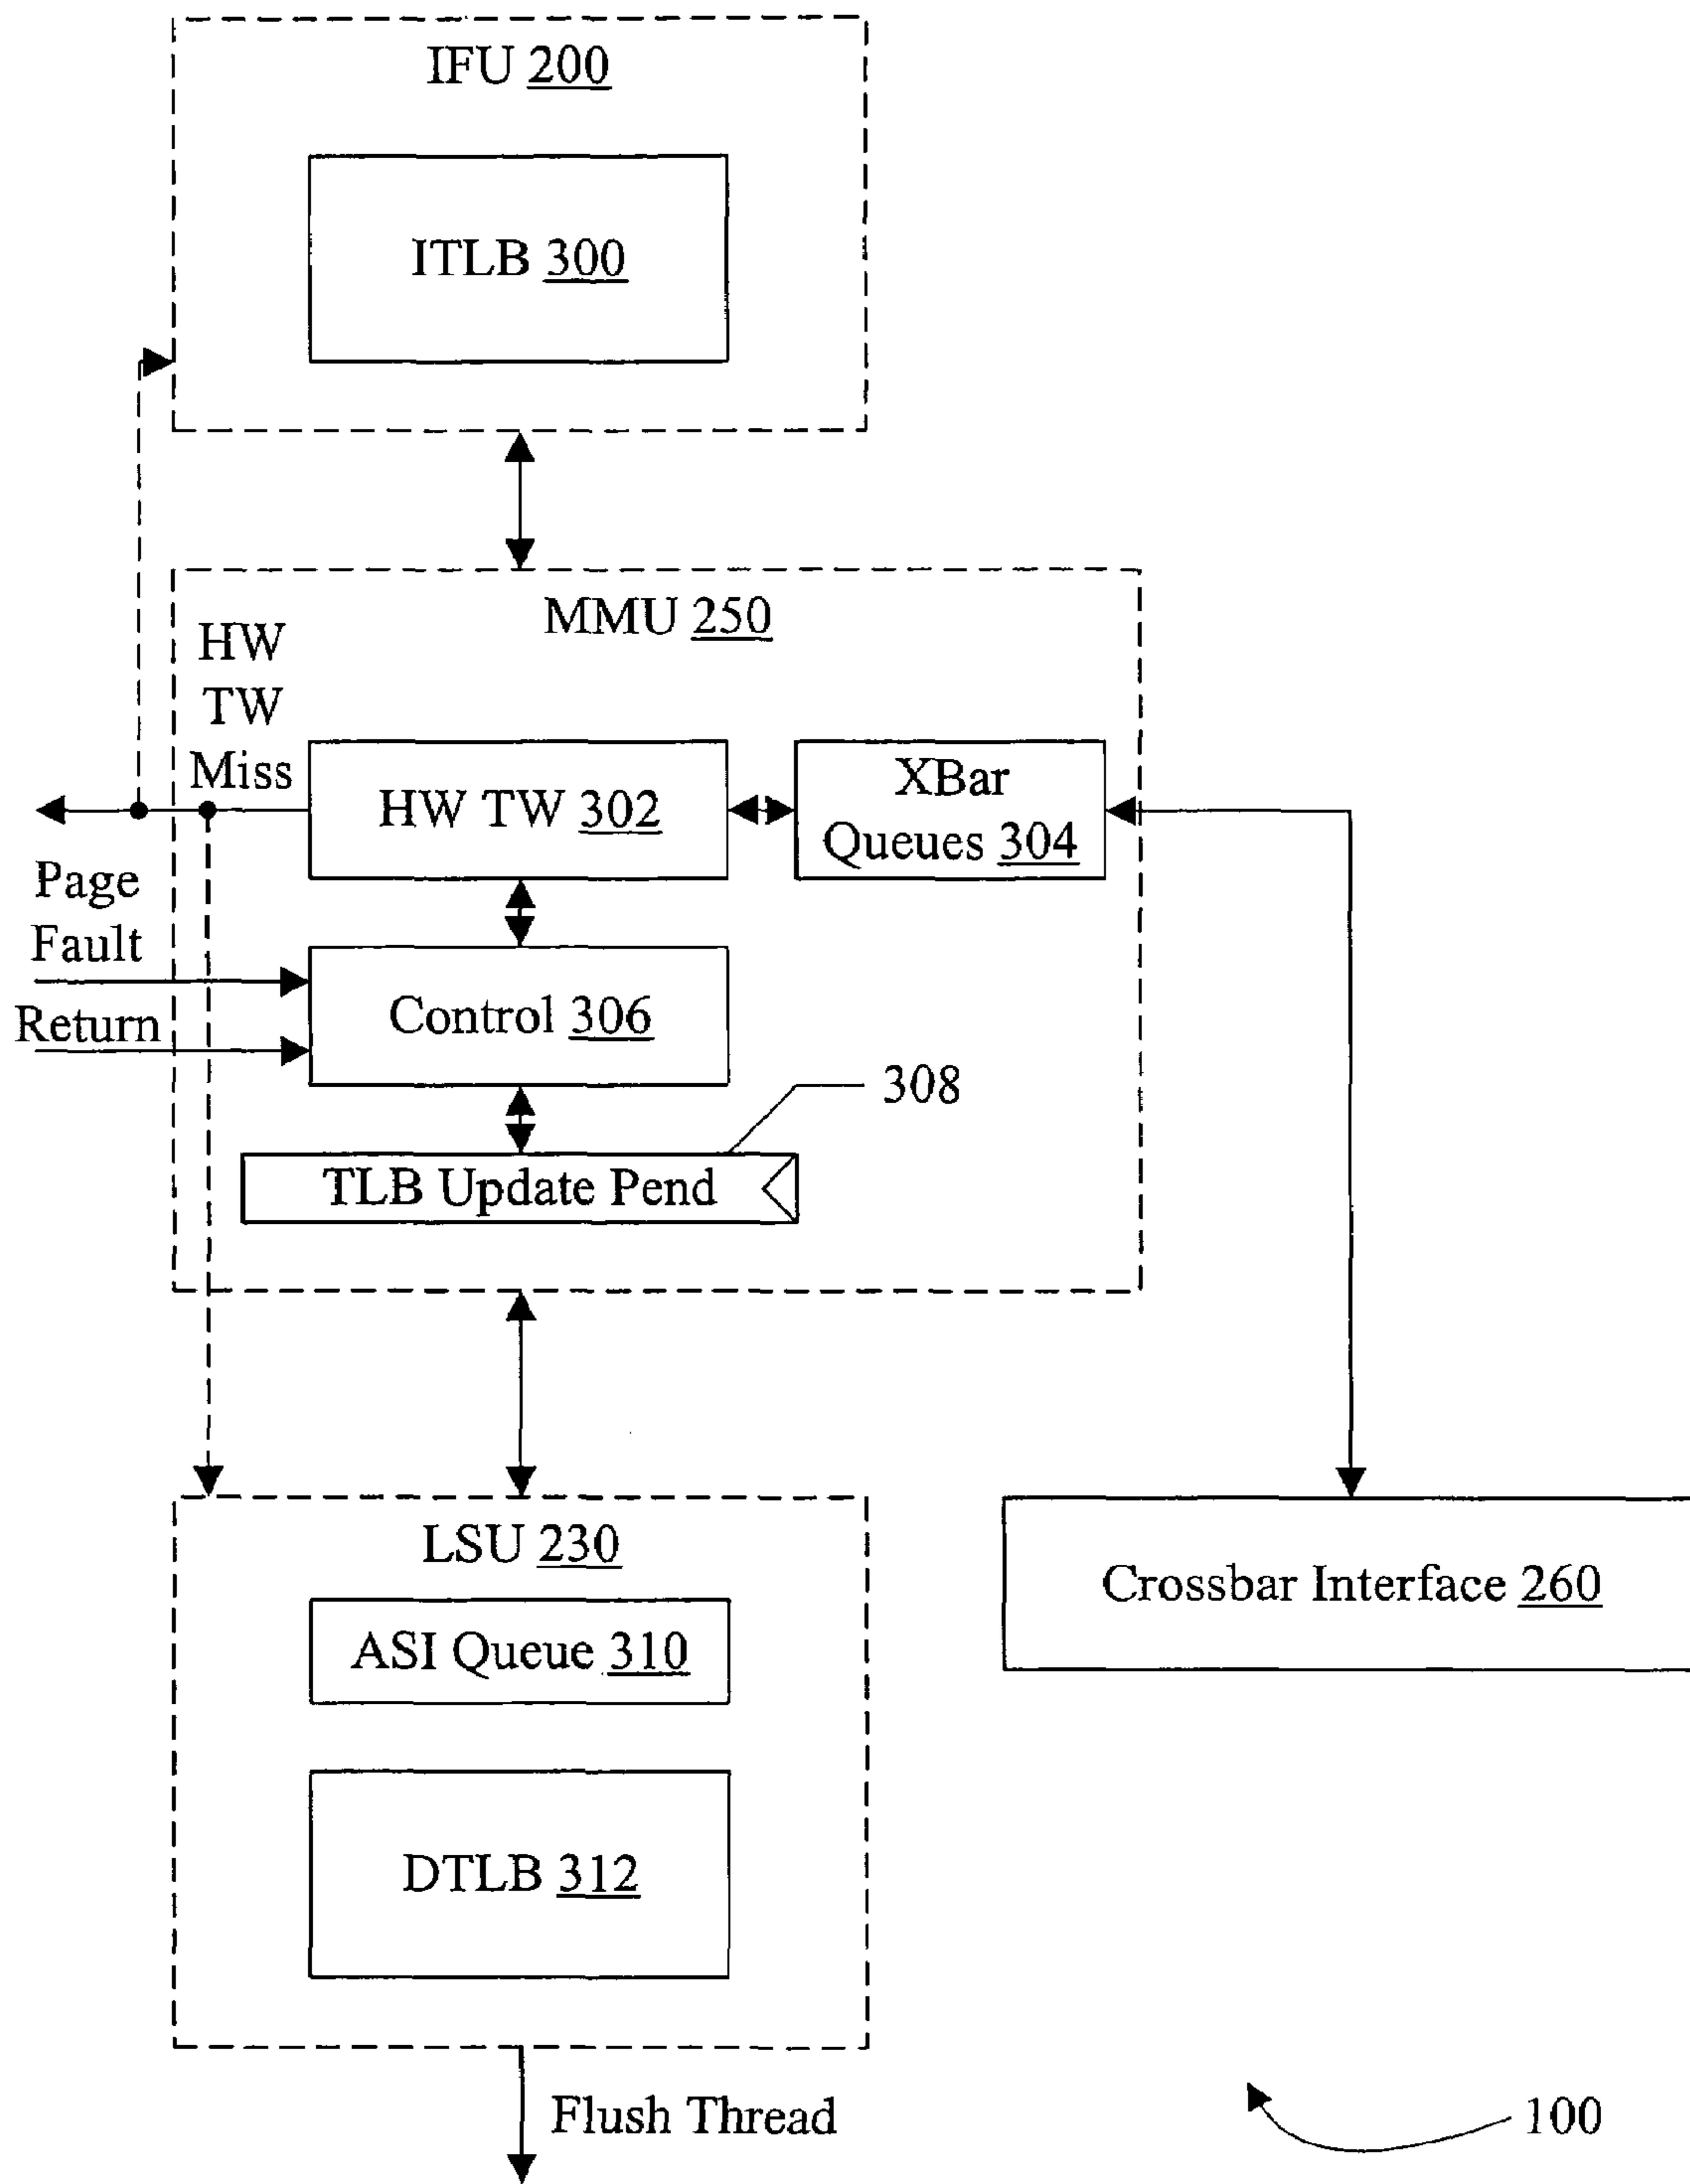 IFU 200
ITLB 300
MMU 250
HW
TW
Miss
HW TW 302
XBar
Queues 304
Page
Fault
Return
Control 306
308
TLB Update Pend
LSU 230
ASI Queue 310
DTLB 312
Crossbar Interface 260
Flush Thread
100